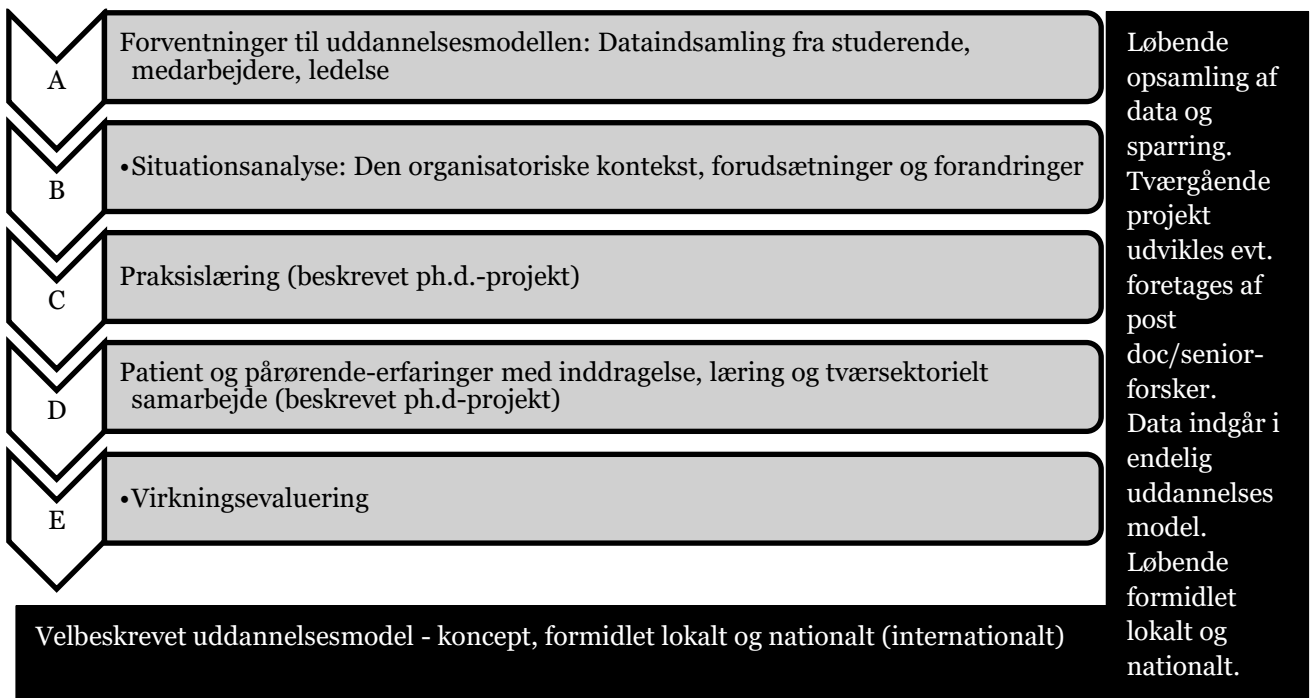 A
Forventninger til uddannelsesmodellen: Dataindsamling fra studerende,
medarbejdere, ledelse
B
•Situationsanalyse: Den organisatoriske kontekst, forudsætninger og forandringer
C
Praksislæring (beskrevet ph.d.-projekt)
D
Patient og pårørende-erfaringer med inddragelse, læring og tværsektorielt
samarbejde (beskrevet ph.d-projekt)
E
•Virkningsevaluering
Løbende
opsamling af
data og
sparring.
Tværgående
projekt
udvikles evt.
foretages af
post
doc/senior-
forsker.
Data indgår i
endelig
uddannelses
model.
Løbende
formidlet
lokalt og
nationalt.
Velbeskrevet uddannelsesmodel - koncept, formidlet lokalt og nationalt (internationalt)